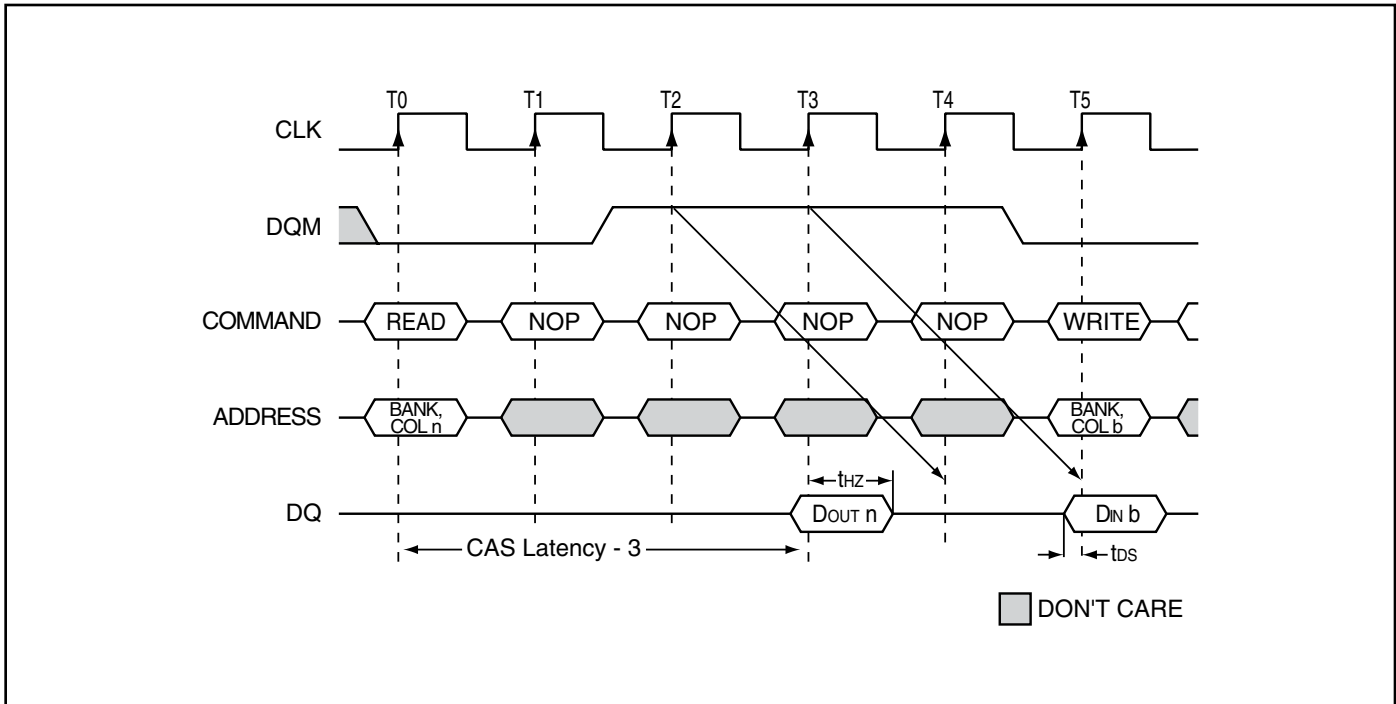 T0 T1 T2 T3 T4 T5
CLK
DQM
COMMAND READ NOP NOP NOP NOP WRITE
ADDRESS BANK, COL n BANK, COL b
tHZ
DQ DOUT n DIN b
CAS Latency - 3 tDS
DON'T CARE